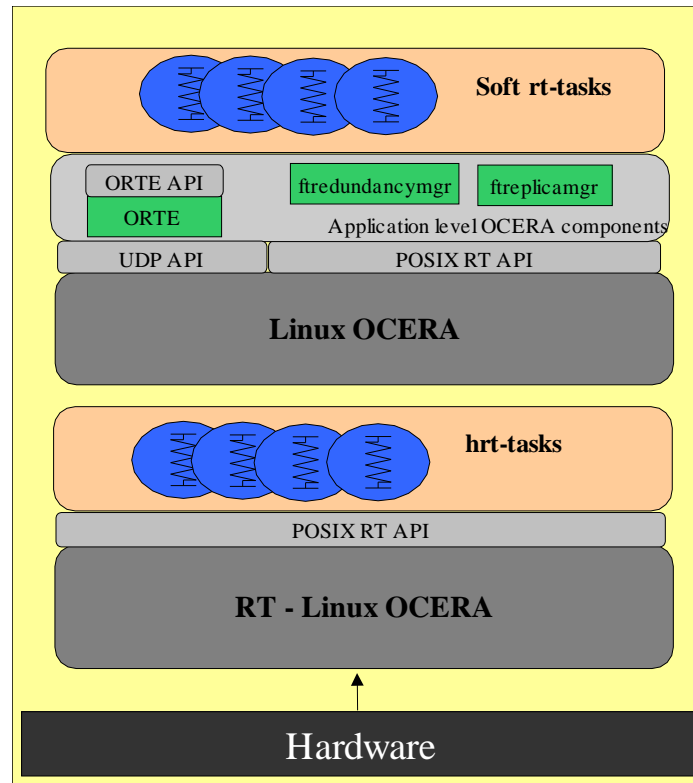 Soft rt-tasks
ORTE API
ftredundancymgr
ftreplicamgr
ORTE
Application level OCERA components
UDP API
POSIX RT API
Linux OCERA
hrt-tasks
POSIX RT API
RT - Linux OCERA
Hardware